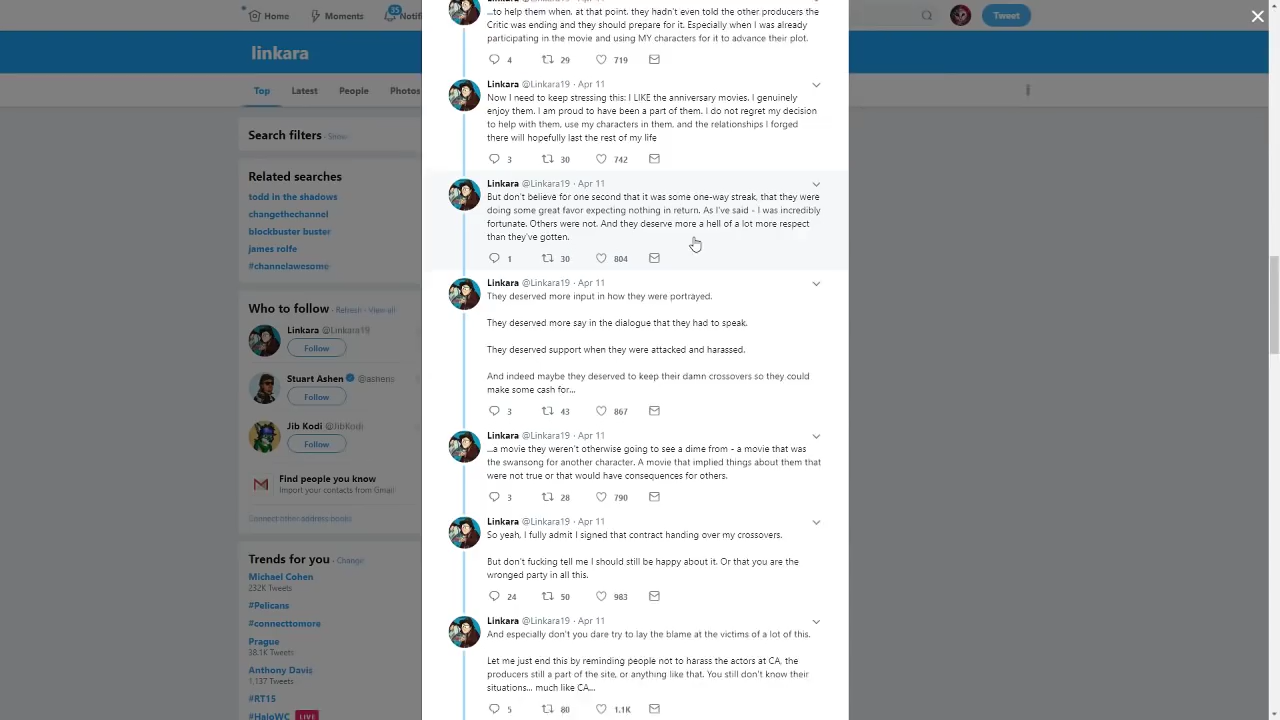 Home
Moments
35
Notifi
Tweet
linkara
Top
Latest
People
Photos
Search filters · Show
Related searches
todd in the shadows
changethechannel
blockbuster buster
james rolfe
#channelawesome
Who to follow · Refresh · View all
Linkara @Linkara19
Follow
Stuart Ashen @ashens
Follow
Jib Kodi @JibKodi
Follow
Find people you know
Import your contacts from Gmail
Connect other address books
Trends for you · Change
Michael Cohen
232K Tweets
#Pelicans
#connecttomore
Prague
38.1K Tweets
Anthony Davis
1,137 Tweets
#RT15
#HaloWC LIVE
...to help them when, at that point, they hadn't even told the other producers the
Critic was ending and they should prepare for it. Especially when I was already
participating in the movie and using MY characters for it to advance their plot.
4 29 719
Linkara @Linkara19 · Apr 11
Now I need to keep stressing this: I LIKE the anniversary movies. I genuinely
enjoy them. I am proud to have been a part of them. I do not regret my decision
to help with them, use my characters in them, and the relationships I forged
there will hopefully last the rest of my life
3 30 742
Linkara @Linkara19 · Apr 11
But don't believe for one second that it was some one-way streak, that they were
doing some great favor expecting nothing in return. As I've said - I was incredibly
fortunate. Others were not. And they deserve more a hell of a lot more respect
than they've gotten.
1 30 804
Linkara @Linkara19 · Apr 11
They deserved more input in how they were portrayed.
They deserved more say in the dialogue that they had to speak.
They deserved support when they were attacked and harassed.
And indeed maybe they deserved to keep their damn crossovers so they could
make some cash for...
3 43 867
Linkara @Linkara19 · Apr 11
...a movie they weren't otherwise going to see a dime from - a movie that was
the swansong for another character. A movie that implied things about them that
were not true or that would have consequences for others.
3 28 790
Linkara @Linkara19 · Apr 11
So yeah, I fully admit I signed that contract handing over my crossovers.
But don't fucking tell me I should still be happy about it. Or that you are the
wronged party in all this.
24 50 983
Linkara @Linkara19 · Apr 11
And especially don't you dare try to lay the blame at the victims of a lot of this.
Let me just end this by reminding people not to harass the actors at CA, the
producers still a part of the site, or anything like that. You still don't know their
situations... much like CA...
5 80 1.1K